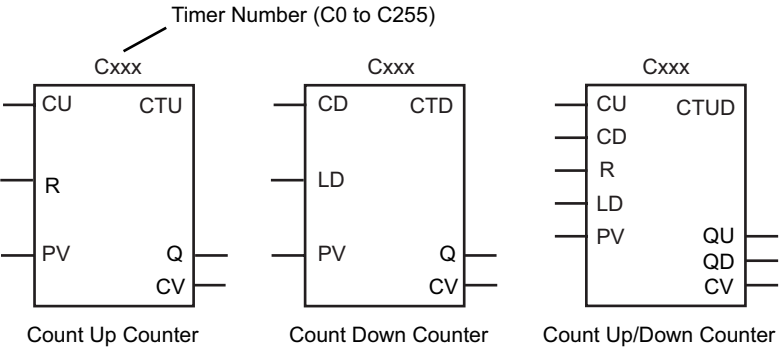 Timer Number (C0 to C255)
Cxxx
CU
CTU
R
PV
Q
CV
Count Up Counter
Cxxx
CD
CTD
LD
PV
Q
CV
Count Down Counter
Cxxx
CU
CTUD
CD
R
LD
PV
QU
QD
CV
Count Up/Down Counter